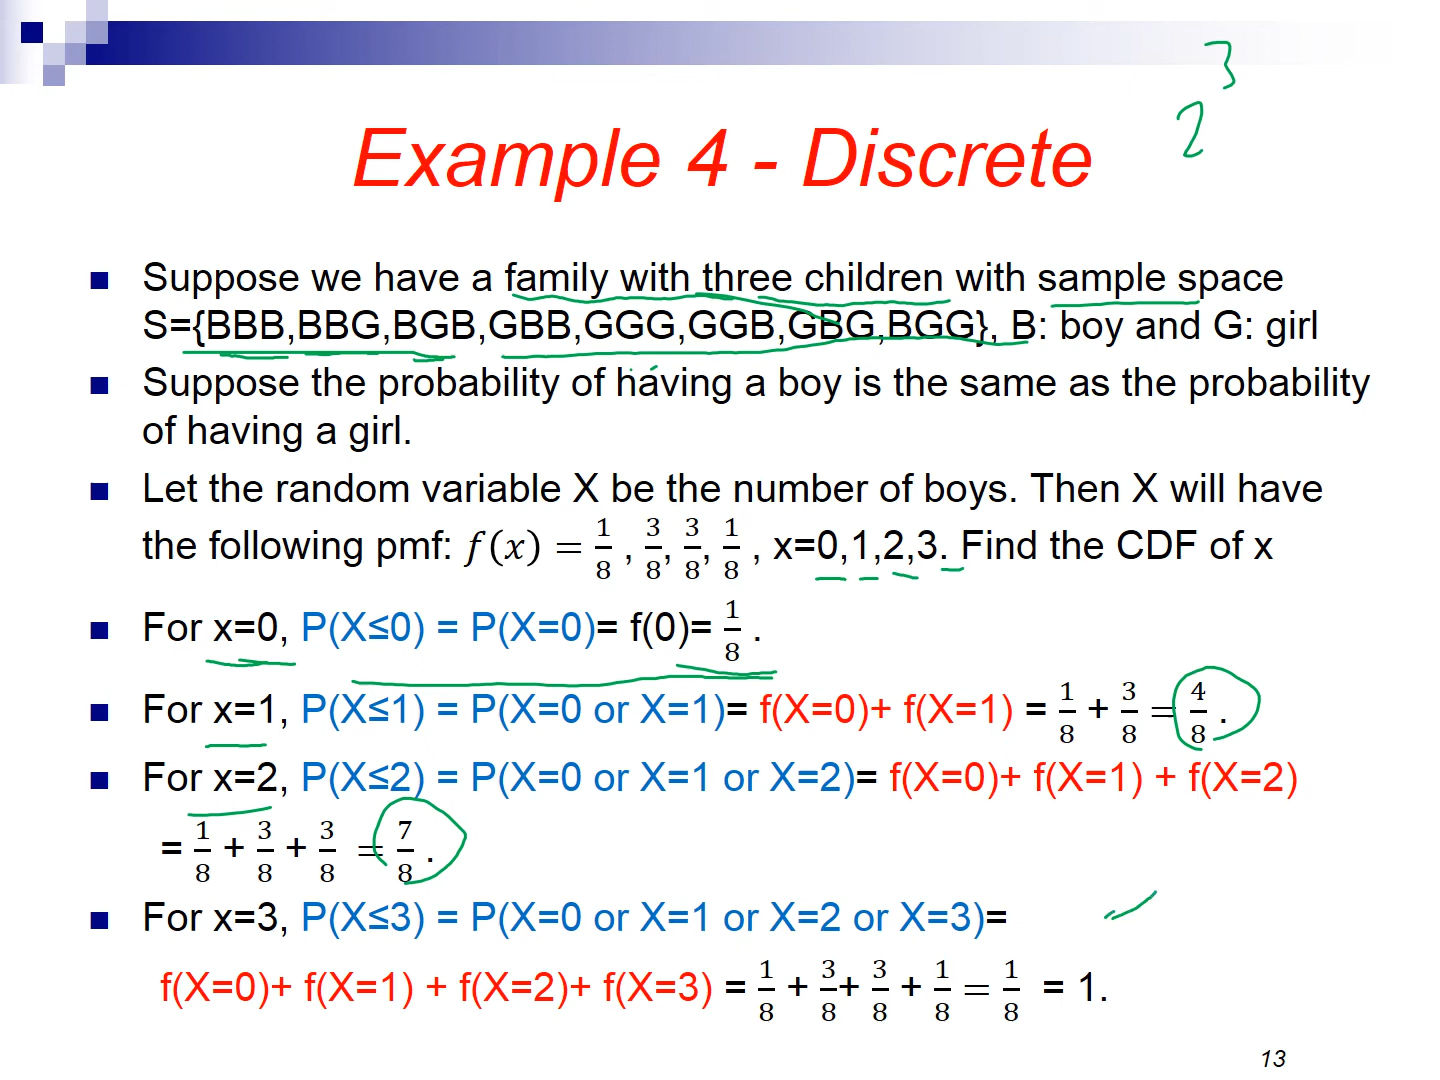 2³
Example 4 - Discrete
■ Suppose we have a family with three children with sample space
S={BBB,BBG,BGB,GBB,GGG,GGB,GBG,BGG}, B: boy and G: girl
■ Suppose the probability of having a boy is the same as the probability
of having a girl.
■ Let the random variable X be the number of boys. Then X will have
the following pmf: f(x) = 1/8 , 3/8, 3/8, 1/8 , x=0,1,2,3. Find the CDF of x
■ For x=0, P(X≤0) = P(X=0)= f(0)= 1/8 .
■ For x=1, P(X≤1) = P(X=0 or X=1)= f(X=0)+ f(X=1) = 1/8 + 3/8 = 4/8 .
■ For x=2, P(X≤2) = P(X=0 or X=1 or X=2)= f(X=0)+ f(X=1) + f(X=2)
= 1/8 + 3/8 + 3/8 = 7/8 .
■ For x=3, P(X≤3) = P(X=0 or X=1 or X=2 or X=3)=
f(X=0)+ f(X=1) + f(X=2)+ f(X=3) = 1/8 + 3/8+ 3/8 + 1/8 = 1/8 = 1.
13